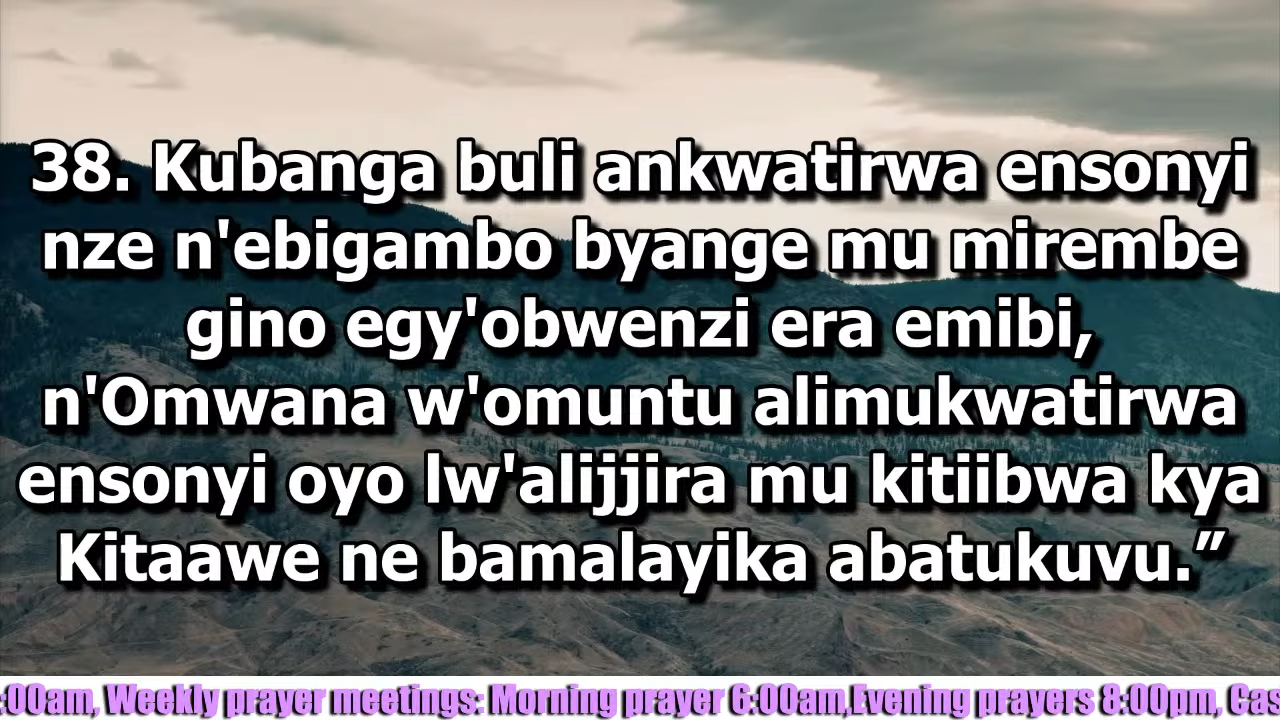 38. Kubanga buli ankwatirwa ensonyi
nze n'ebigambo byange mu mirembe
gino egy'obwenzi era emibi,
n'Omwana w'omuntu alimukwatirwa
ensonyi oyo lw'alijjira mu kitiibwa kya
Kitaawe ne bamalayika abatukuvu.”
:00am, Weekly prayer meetings: Morning prayer 6:00am,Evening prayers 8:00pm,